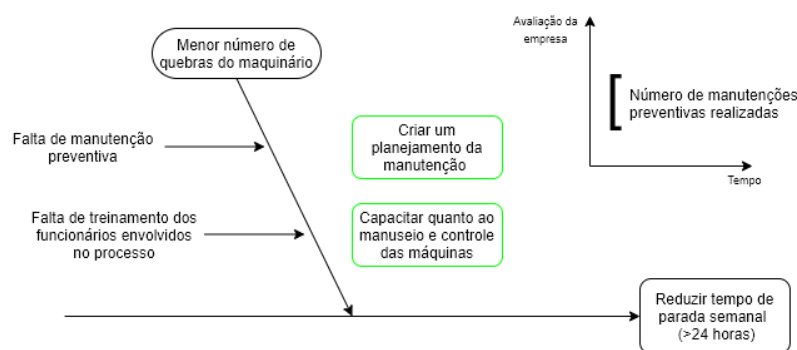 Avaliação da
empresa
Menor número de
quebras do maquinário
Número de manutenções
preventivas realizadas
Falta de manutenção
preventiva
Criar um
planejamento da
manutenção
Tempo
Falta de treinamento dos
funcionários envolvidos
no processo
Capacitar quanto ao
manuseio e controle
das máquinas
Reduzir tempo de
parada semanal
(>24 horas)